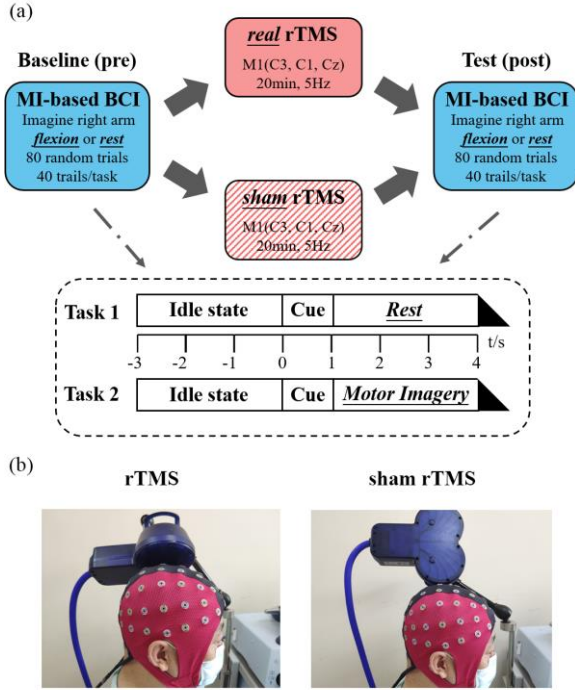 (a)
Baseline (pre)
MI-based BCI
Imagine right arm
flexion or rest
80 random trials
40 trails/task
real rTMS
M1(C3, C1, Cz)
20min, 5Hz
sham rTMS
M1(C3, C1, Cz)
20min, 5Hz
Test (post)
MI-based BCI
Imagine right arm
flexion or rest
80 random trials
40 trails/task
Task 1 Idle state Cue Rest
t/s
-3 -2 -1 0 1 2 3 4
Task 2 Idle state Cue Motor Imagery
(b)
rTMS sham rTMS